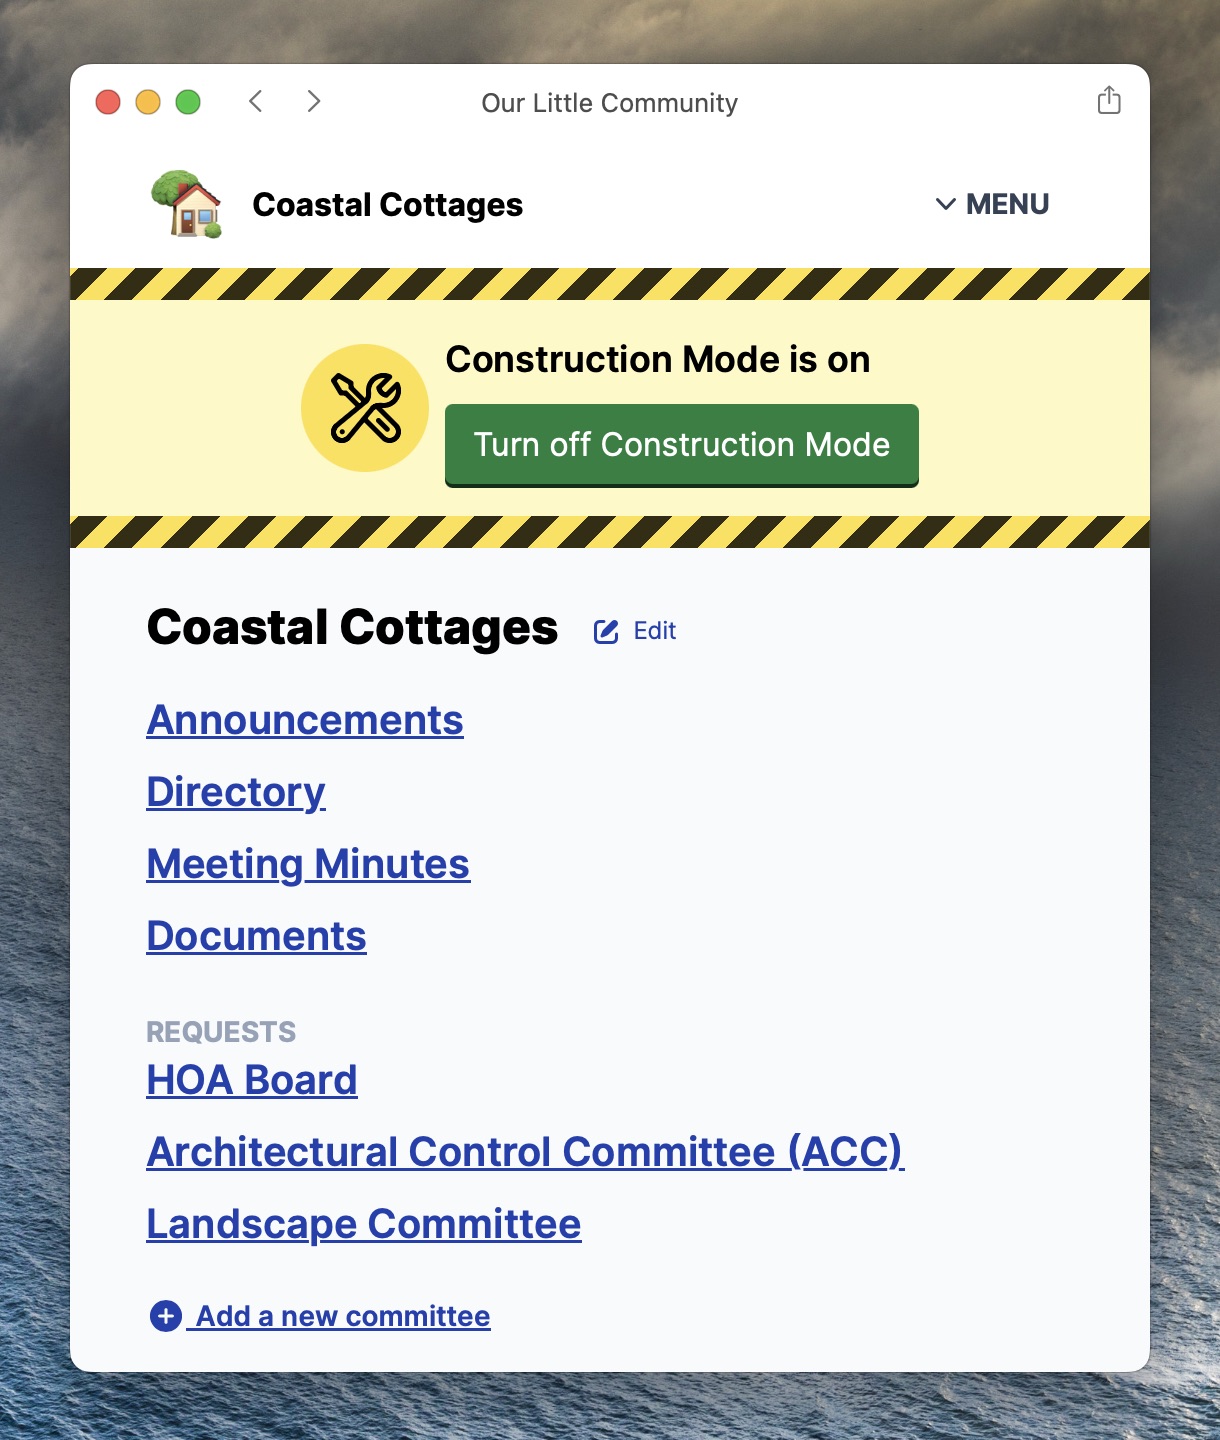 Our Little Community
Coastal Cottages
MENU
Construction Mode is on
Turn off Construction Mode
Coastal Cottages
Edit
Announcements
Directory
Meeting Minutes
Documents
REQUESTS
HOA Board
Architectural Control Committee (ACC)
Landscape Committee
Add a new committee